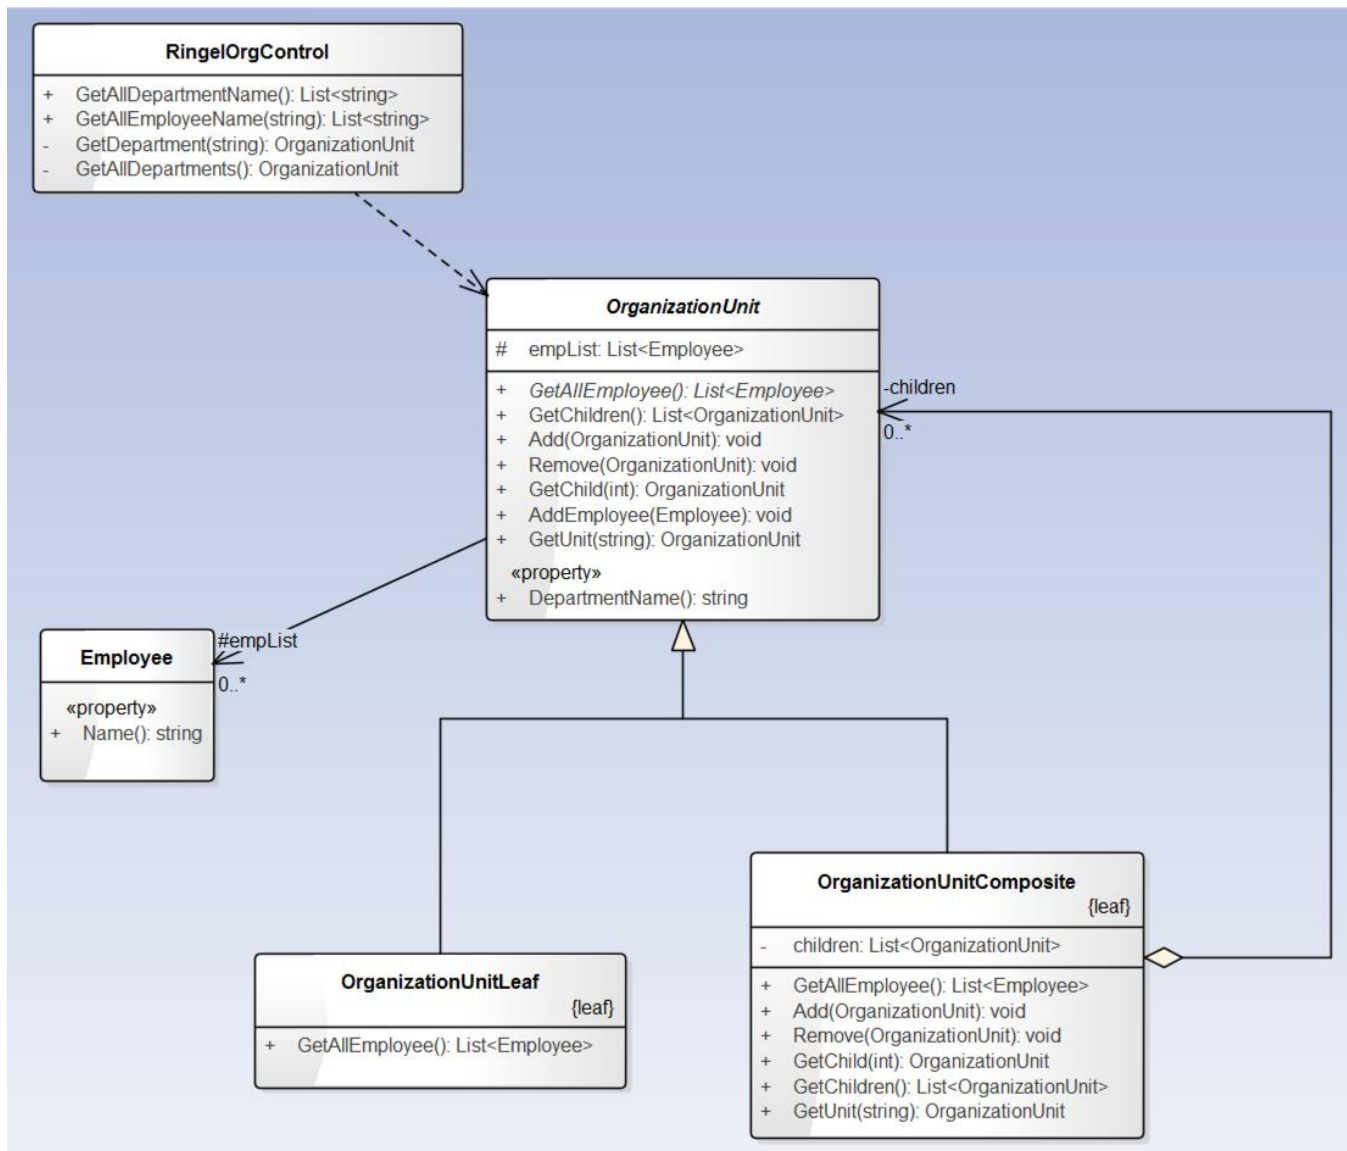 RingelOrgControl
+ GetAllDepartmentName(): List<string>
+ GetAllEmployeeName(string): List<string>
- GetDepartment(string): OrganizationUnit
- GetAllDepartments(): OrganizationUnit
OrganizationUnit
# empList: List<Employee>
+ GetAllEmployee(): List<Employee>
+ GetChildren(): List<OrganizationUnit>
+ Add(OrganizationUnit): void
+ Remove(OrganizationUnit): void
+ GetChild(int): OrganizationUnit
+ AddEmployee(Employee): void
+ GetUnit(string): OrganizationUnit
«property»
+ DepartmentName(): string
-children
0..*
#empList
0..*
Employee
«property»
+ Name(): string
OrganizationUnitLeaf
{leaf}
+ GetAllEmployee(): List<Employee>
OrganizationUnitComposite
{leaf}
- children: List<OrganizationUnit>
+ GetAllEmployee(): List<Employee>
+ Add(OrganizationUnit): void
+ Remove(OrganizationUnit): void
+ GetChild(int): OrganizationUnit
+ GetChildren(): List<OrganizationUnit>
+ GetUnit(string): OrganizationUnit